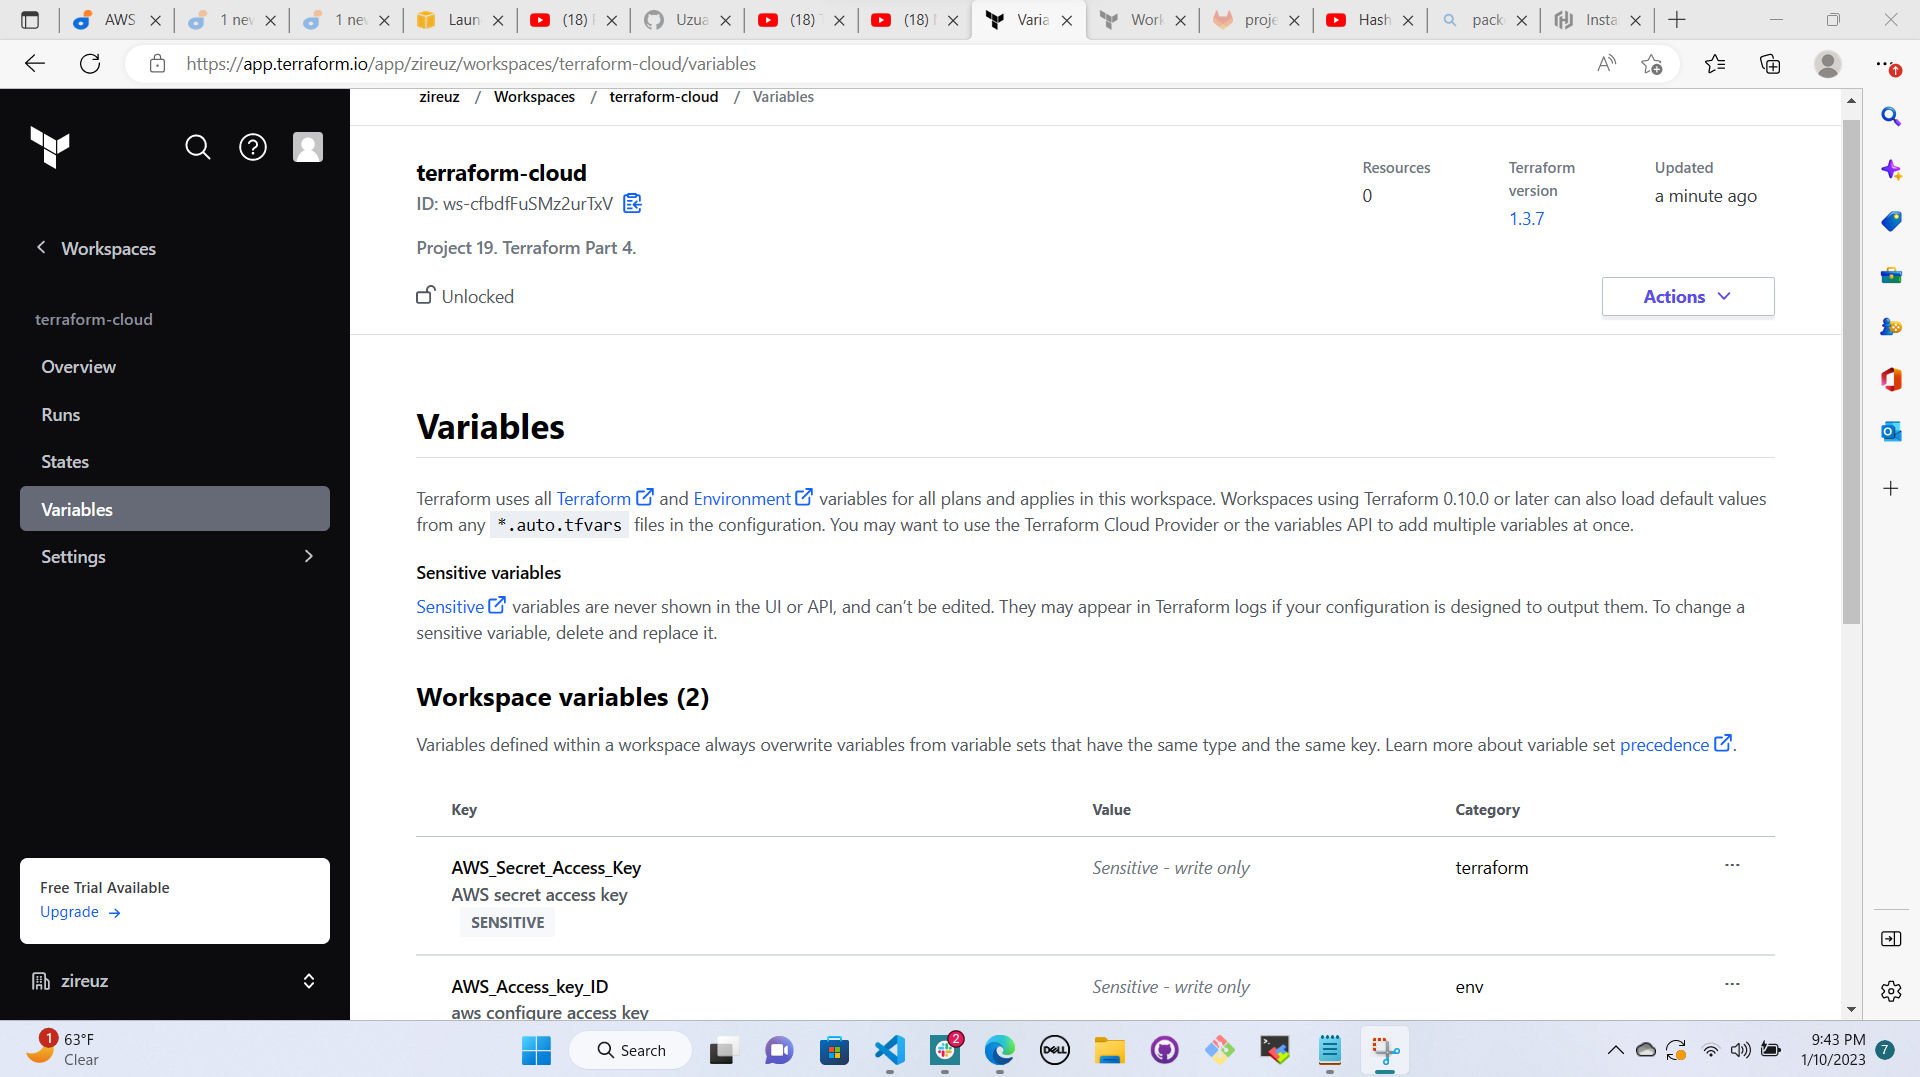 AWS
1 nev
1 nev
Laun
(18)
Uzua
(18)
(18)
Varia
Work
proje
Hash
pack
Insta
https://app.terraform.io/app/zireuz/workspaces/terraform-cloud/variables
zireuz / Workspaces / terraform-cloud / Variables
terraform-cloud
ID: ws-cfbdfFuSMz2urTxV
Project 19. Terraform Part 4.
Unlocked
Resources
0
Terraform
version
1.3.7
Updated
a minute ago
Actions
Workspaces
terraform-cloud
Overview
Runs
States
Variables
Settings
Free Trial Available
Upgrade →
zireuz
Variables
Terraform uses all Terraform and Environment variables for all plans and applies in this workspace. Workspaces using Terraform 0.10.0 or later can also load default values
from any *.auto.tfvars files in the configuration. You may want to use the Terraform Cloud Provider or the variables API to add multiple variables at once.
Sensitive variables
Sensitive variables are never shown in the UI or API, and can’t be edited. They may appear in Terraform logs if your configuration is designed to output them. To change a
sensitive variable, delete and replace it.
Workspace variables (2)
Variables defined within a workspace always overwrite variables from variable sets that have the same type and the same key. Learn more about variable set precedence.
Key Value Category
AWS_Secret_Access_Key Sensitive - write only terraform ...
AWS secret access key
SENSITIVE
AWS_Access_key_ID Sensitive - write only env ...
aws configure access key
1
63°F
Clear
Search
2
DELL
9:43 PM
1/10/2023
7